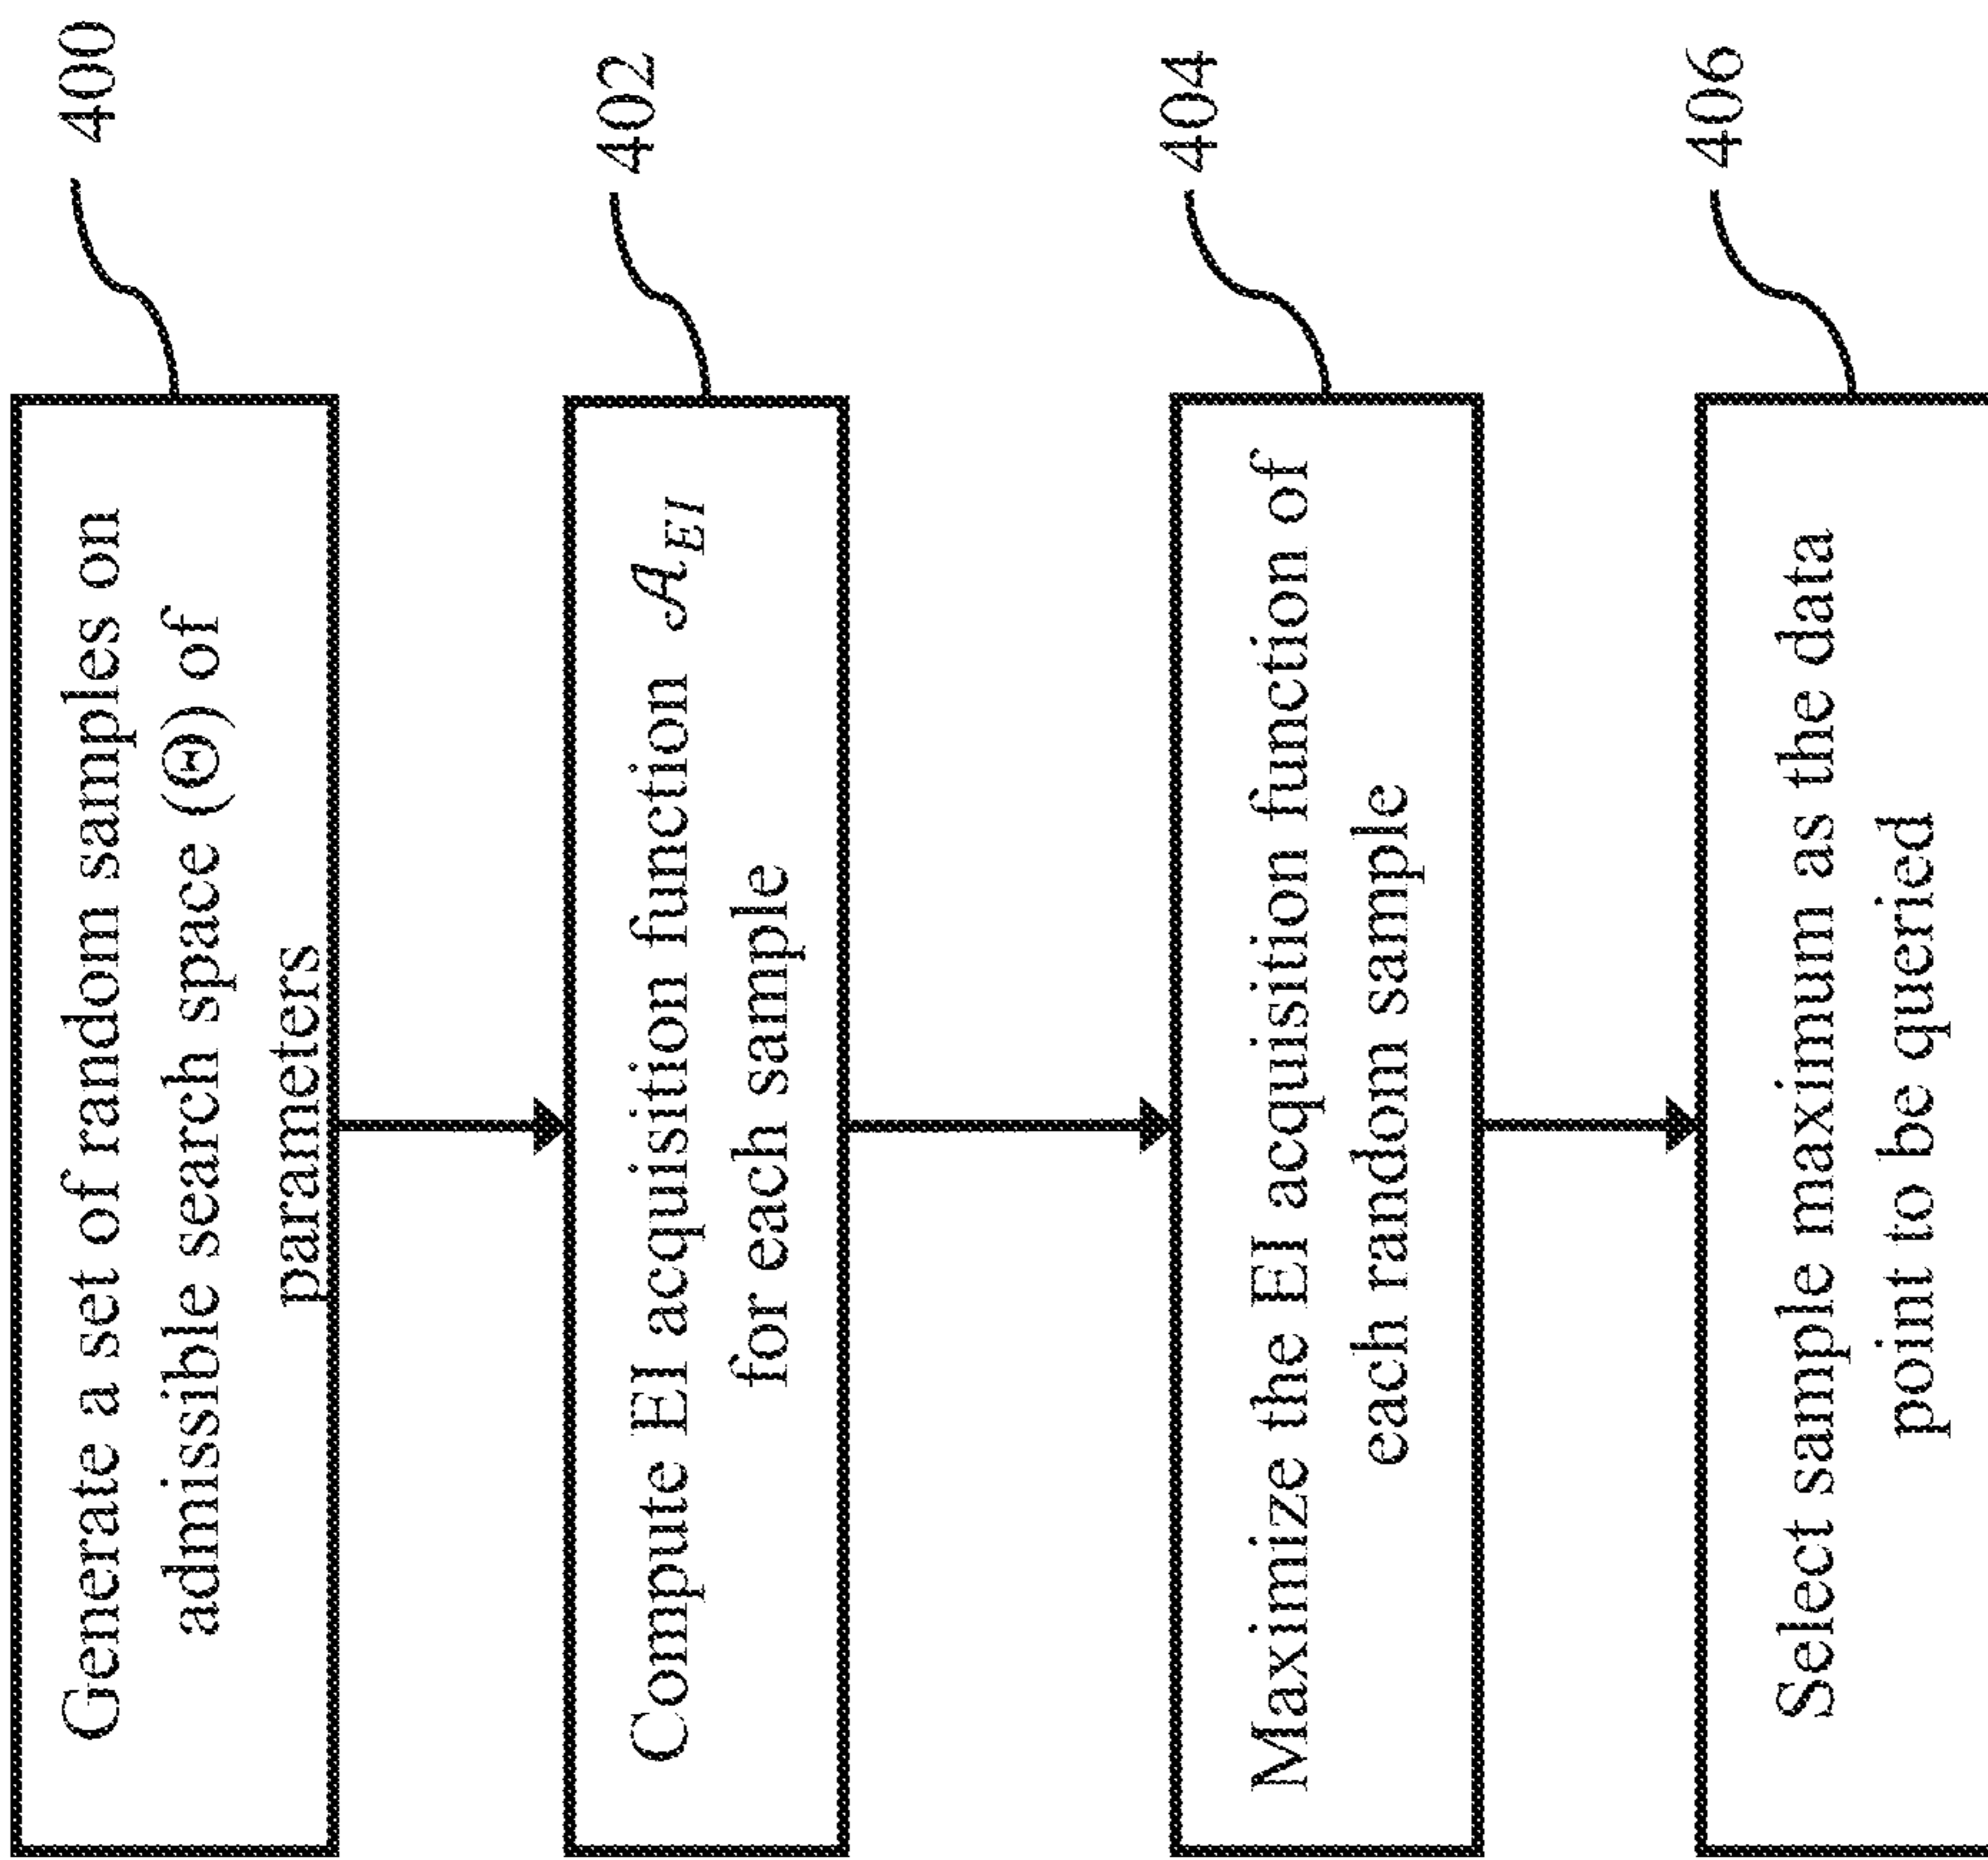 Generate a set of random samples on
admissible search space (Θ) of
parameters
400
Compute EI acquisition function 𝒜EI
for each sample
402
Maximize the EI acquisition function of
each random sample
404
Select sample maximum as the data
point to be queried
406